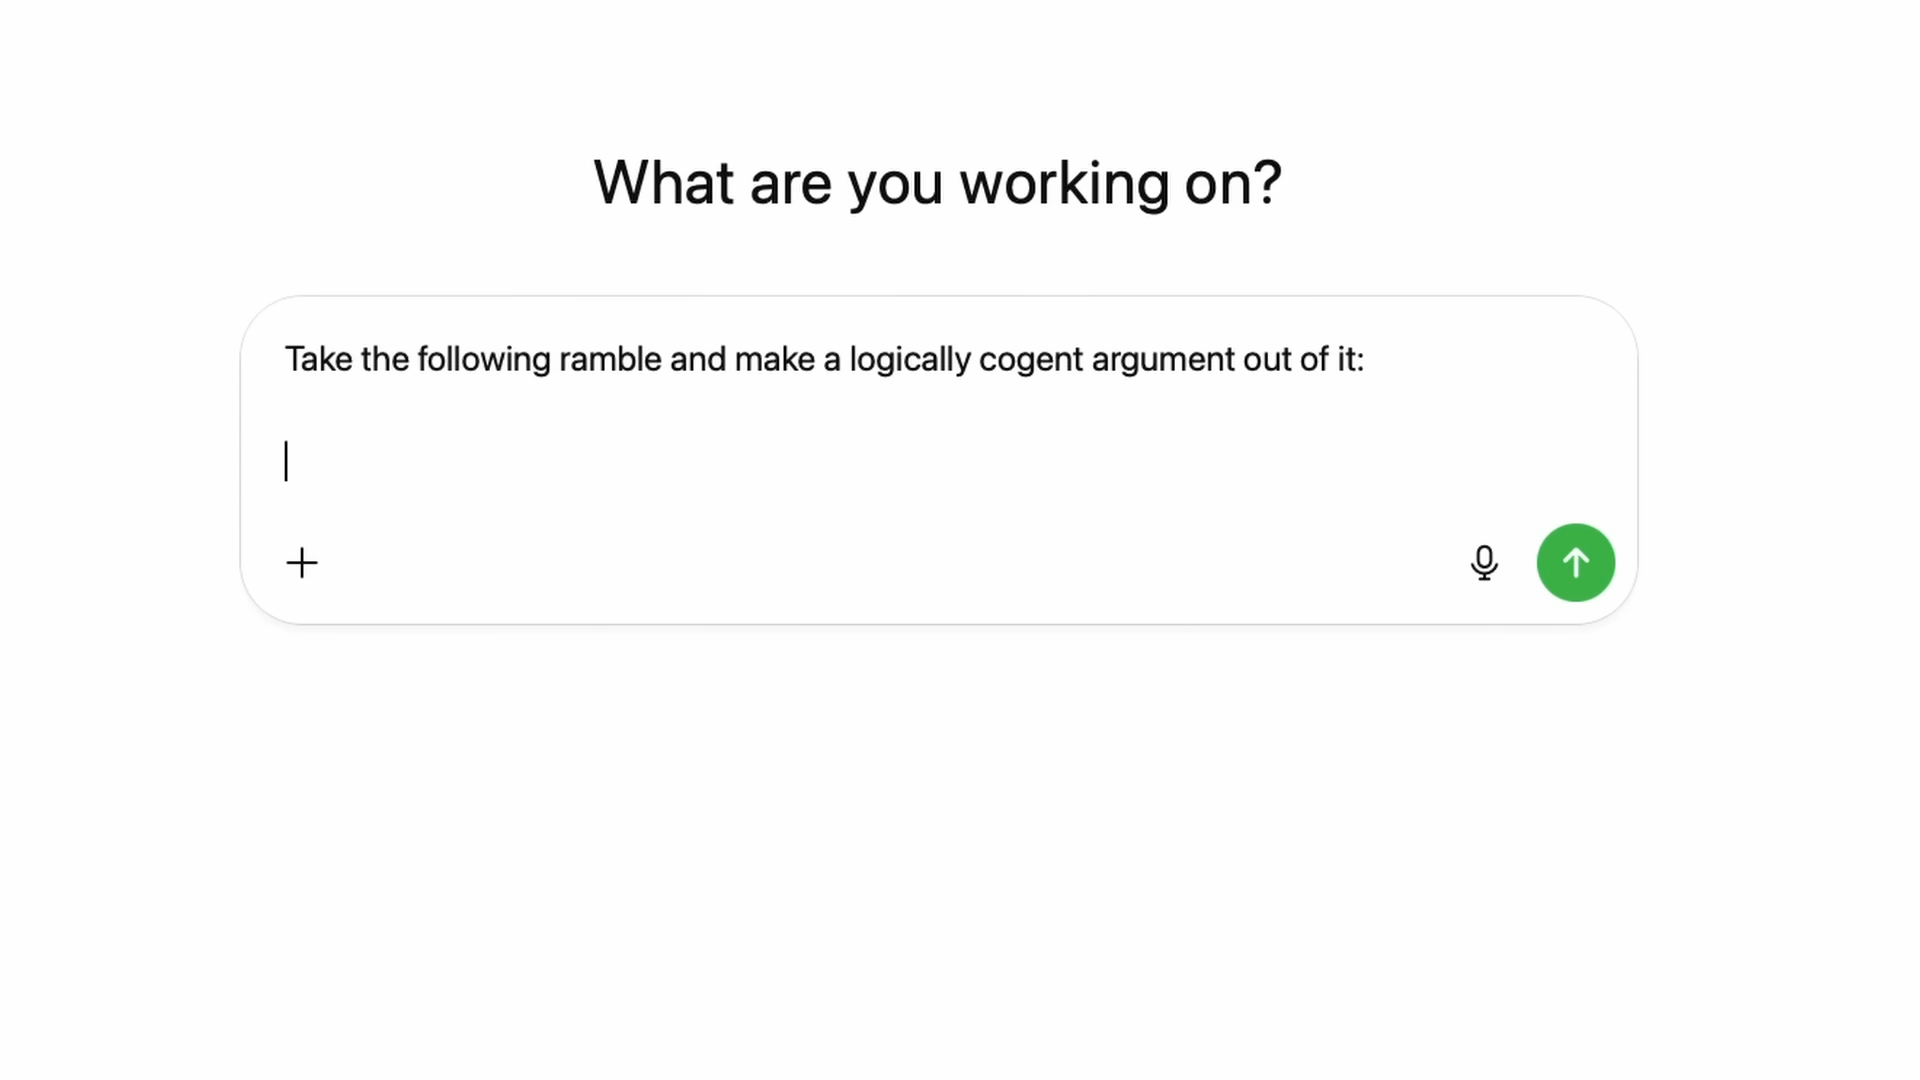 What are you working on?
Take the following ramble and make a logically cogent argument out of it: